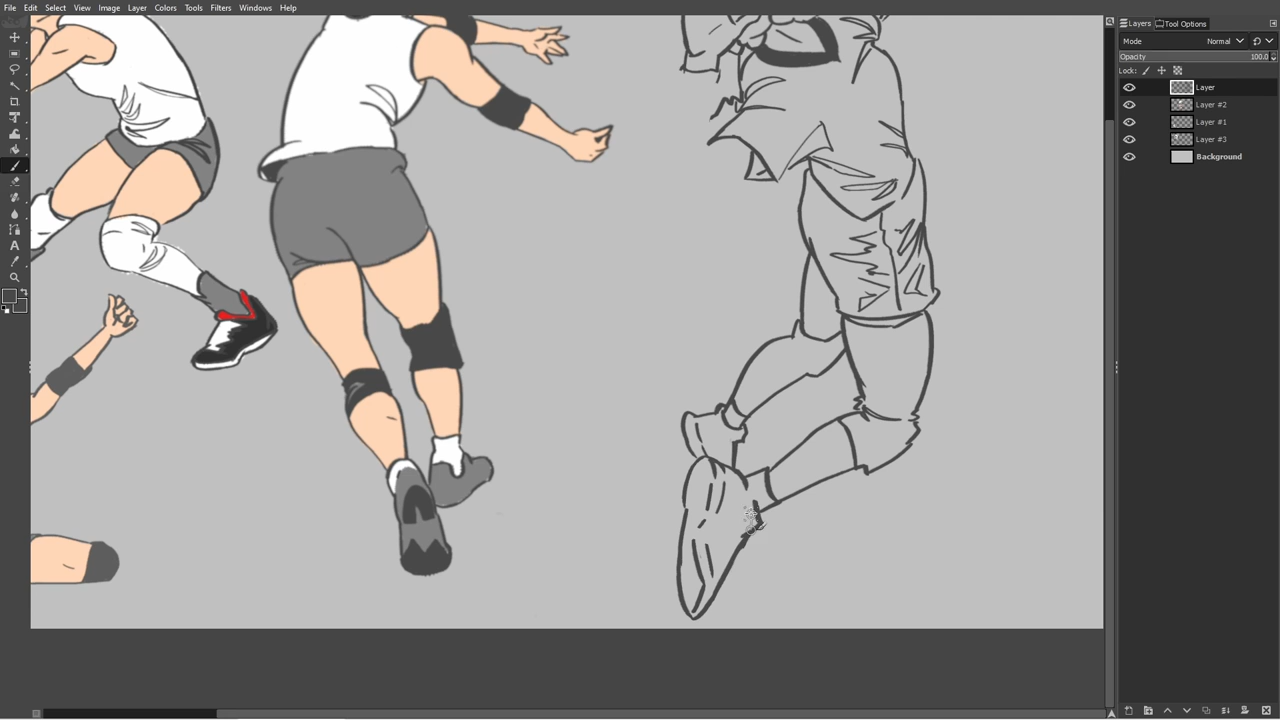 File Edit Select View Image Layer Colors Tools Filters Windows Help
Layers Tool Options
Mode Normal
Opacity 100.0
Lock:
Layer
Layer #2
Layer #1
Layer #3
Background